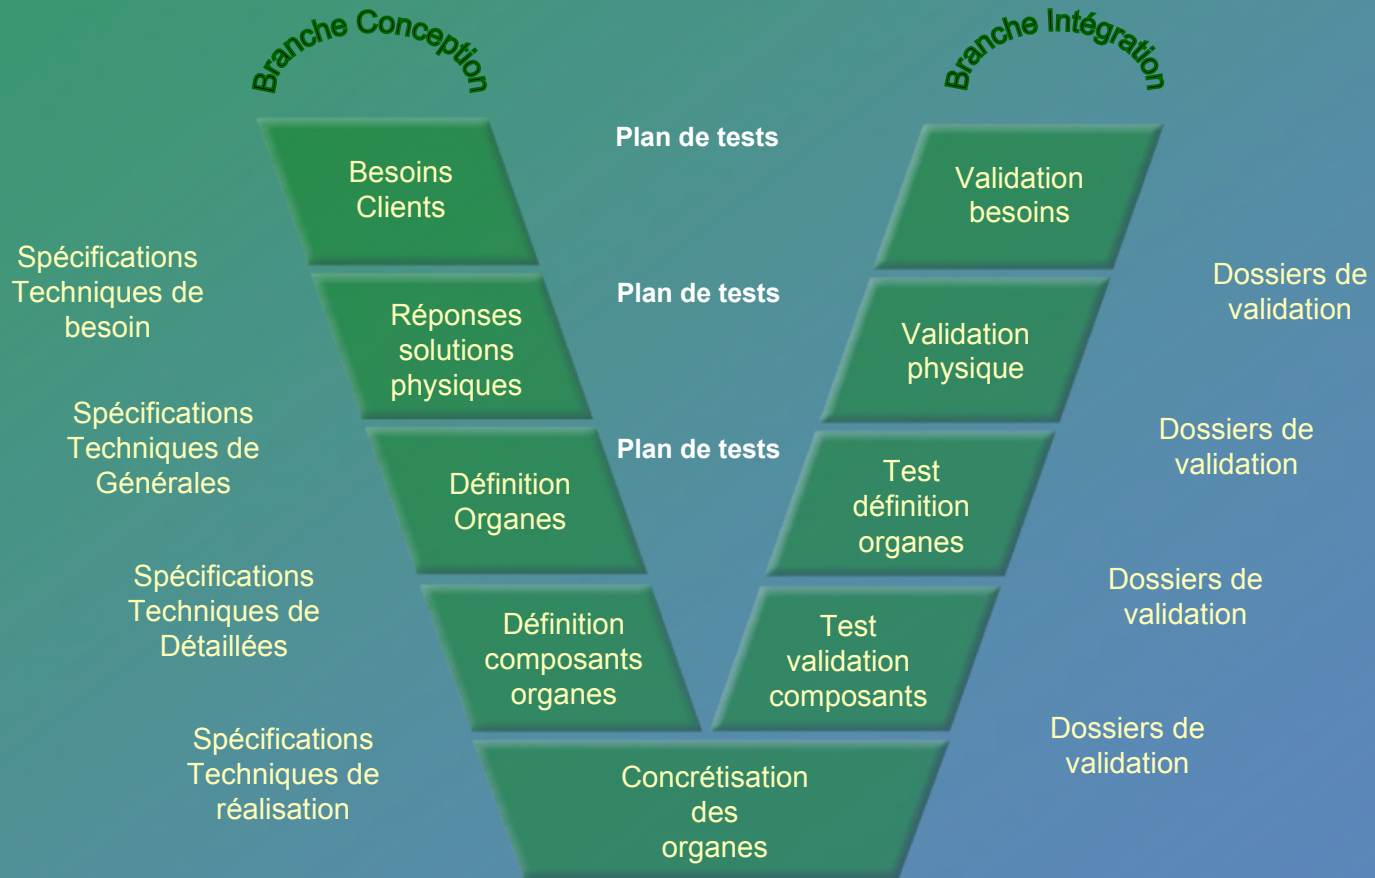 Branche Conception
Branche Intégration
Plan de tests
Besoins
Clients
Validation
besoins
Spécifications
Techniques de
besoin
Plan de tests
Dossiers de
validation
Réponses
solutions
physiques
Validation
physique
Spécifications
Techniques de
Générales
Plan de tests
Dossiers de
validation
Définition
Organes
Test
définition
organes
Spécifications
Techniques de
Détaillées
Dossiers de
validation
Définition
composants
organes
Test
validation
composants
Spécifications
Techniques de
réalisation
Dossiers de
validation
Concrétisation
des
organes